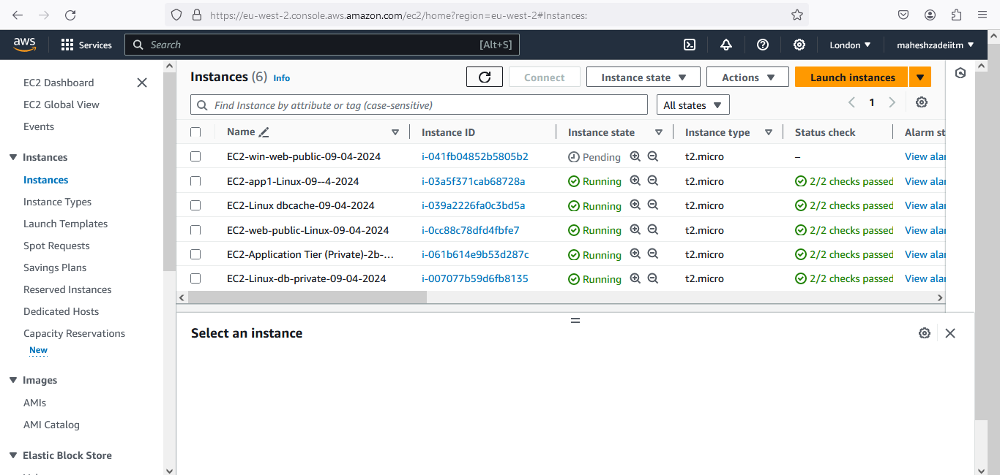 https://eu-west-2.console.aws.amazon.com/ec2/home?region=eu-west-2#Instances:
aws Services Search [Alt+S] London maheshzadeiitm
EC2 Dashboard
EC2 Global View
Events
Instances
Instances
Instance Types
Launch Templates
Spot Requests
Savings Plans
Reserved Instances
Dedicated Hosts
Capacity Reservations
New
Images
AMIs
AMI Catalog
Elastic Block Store
Instances (6) Info Connect Instance state Actions Launch instances
Find Instance by attribute or tag (case-sensitive) All states 1
Name Instance ID Instance state Instance type Status check Alarm st
EC2-win-web-public-09-04-2024 i-041fb04852b5805b2 Pending t2.micro – View alar
EC2-app1-Linux-09--4-2024 i-03a5f371cab68728a Running t2.micro 2/2 checks passed View alar
EC2-Linux dbcache-09-04-2024 i-039a2226fa0c3bd5a Running t2.micro 2/2 checks passed View alar
EC2-web-public-Linux-09-04-2024 i-0cc88c78dfd4fbfe7 Running t2.micro 2/2 checks passed View alar
EC2-Application Tier (Private)-2b-... i-061b614e9b53d287c Running t2.micro 2/2 checks passed View alar
EC2-Linux-db-private-09-04-2024 i-007077b59d6fb8135 Running t2.micro 2/2 checks passed View alar
Select an instance